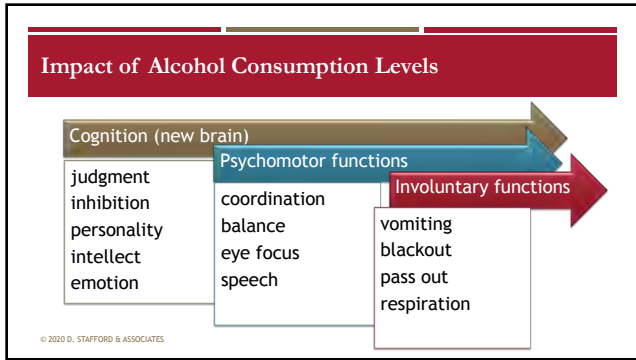 Impact of Alcohol Consumption Levels
Cognition (new brain)
judgment
inhibition
personality
intellect
emotion
Psychomotor functions
coordination
balance
eye focus
speech
Involuntary functions
vomiting
blackout
pass out
respiration
© 2020 D. STAFFORD & ASSOCIATES